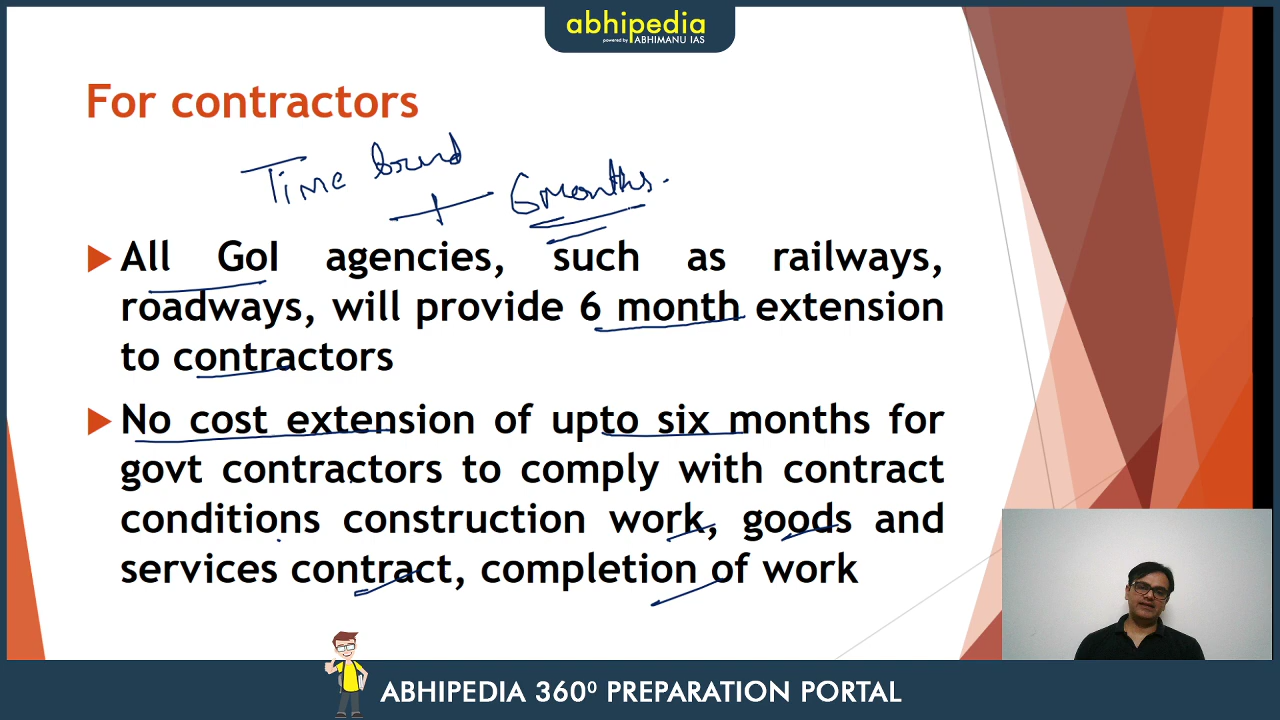 abhipedia
powered by ABHIMANU IAS
For contractors
Time bound
+ 6 months.
All GoI agencies, such as railways,
roadways, will provide 6 month extension
to contractors
No cost extension of upto six months for
govt contractors to comply with contract
conditions construction work, goods and
services contract, completion of work
ABHIPEDIA 360⁰ PREPARATION PORTAL